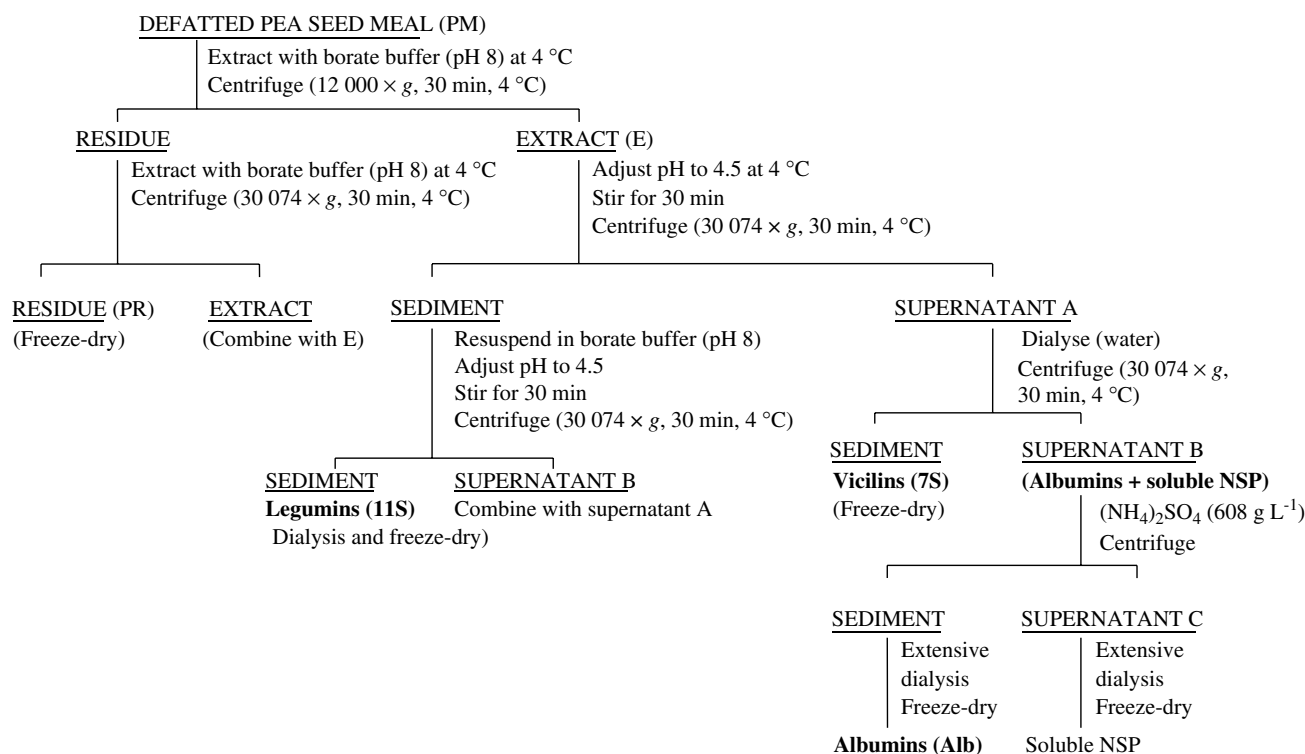 DEFATTED PEA SEED MEAL (PM)
Extract with borate buffer (pH 8) at 4 °C
Centrifuge (12 000 × g, 30 min, 4 °C)
RESIDUE
Extract with borate buffer (pH 8) at 4 °C
Centrifuge (30 074 × g, 30 min, 4 °C)
EXTRACT (E)
Adjust pH to 4.5 at 4 °C
Stir for 30 min
Centrifuge (30 074 × g, 30 min, 4 °C)
RESIDUE (PR)
(Freeze-dry)
EXTRACT
(Combine with E)
SEDIMENT
Resuspend in borate buffer (pH 8)
Adjust pH to 4.5
Stir for 30 min
Centrifuge (30 074 × g, 30 min, 4 °C)
SUPERNATANT A
Dialyse (water)
Centrifuge (30 074 × g,
30 min, 4 °C)
SEDIMENT
Legumins (11S)
Dialysis and freeze-dry)
SUPERNATANT B
Combine with supernatant A
SEDIMENT
Vicilins (7S)
(Freeze-dry)
SUPERNATANT B
(Albumins + soluble NSP)
(NH4)2SO4 (608 g L-1)
Centrifuge
SEDIMENT
Extensive
dialysis
Freeze-dry
Albumins (Alb)
SUPERNATANT C
Extensive
dialysis
Freeze-dry
Soluble NSP